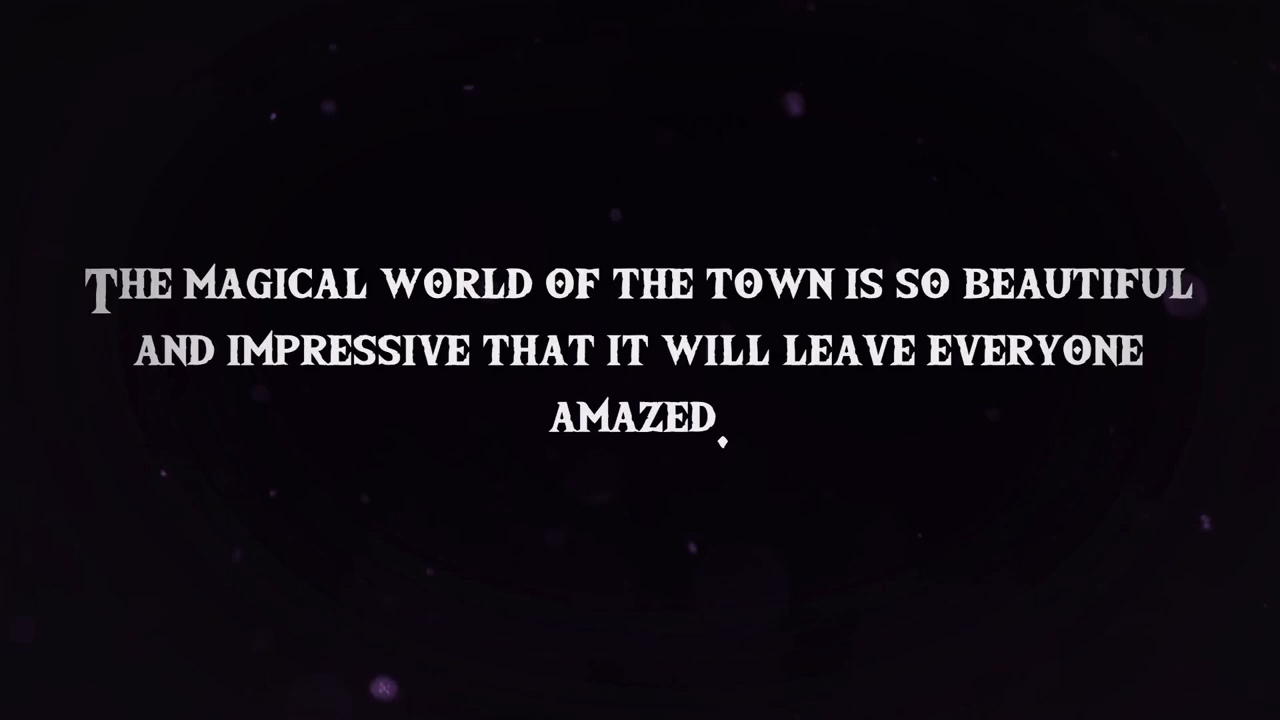 The magical world of the town is so beautiful
and impressive that it will leave everyone
amazed.